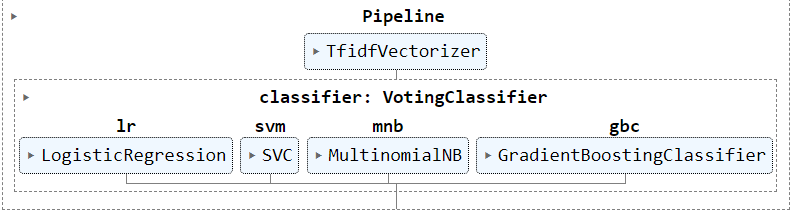 Pipeline
TfidfVectorizer
classifier: VotingClassifier
lr svm mnb gbc
LogisticRegression SVC MultinomialNB GradientBoostingClassifier